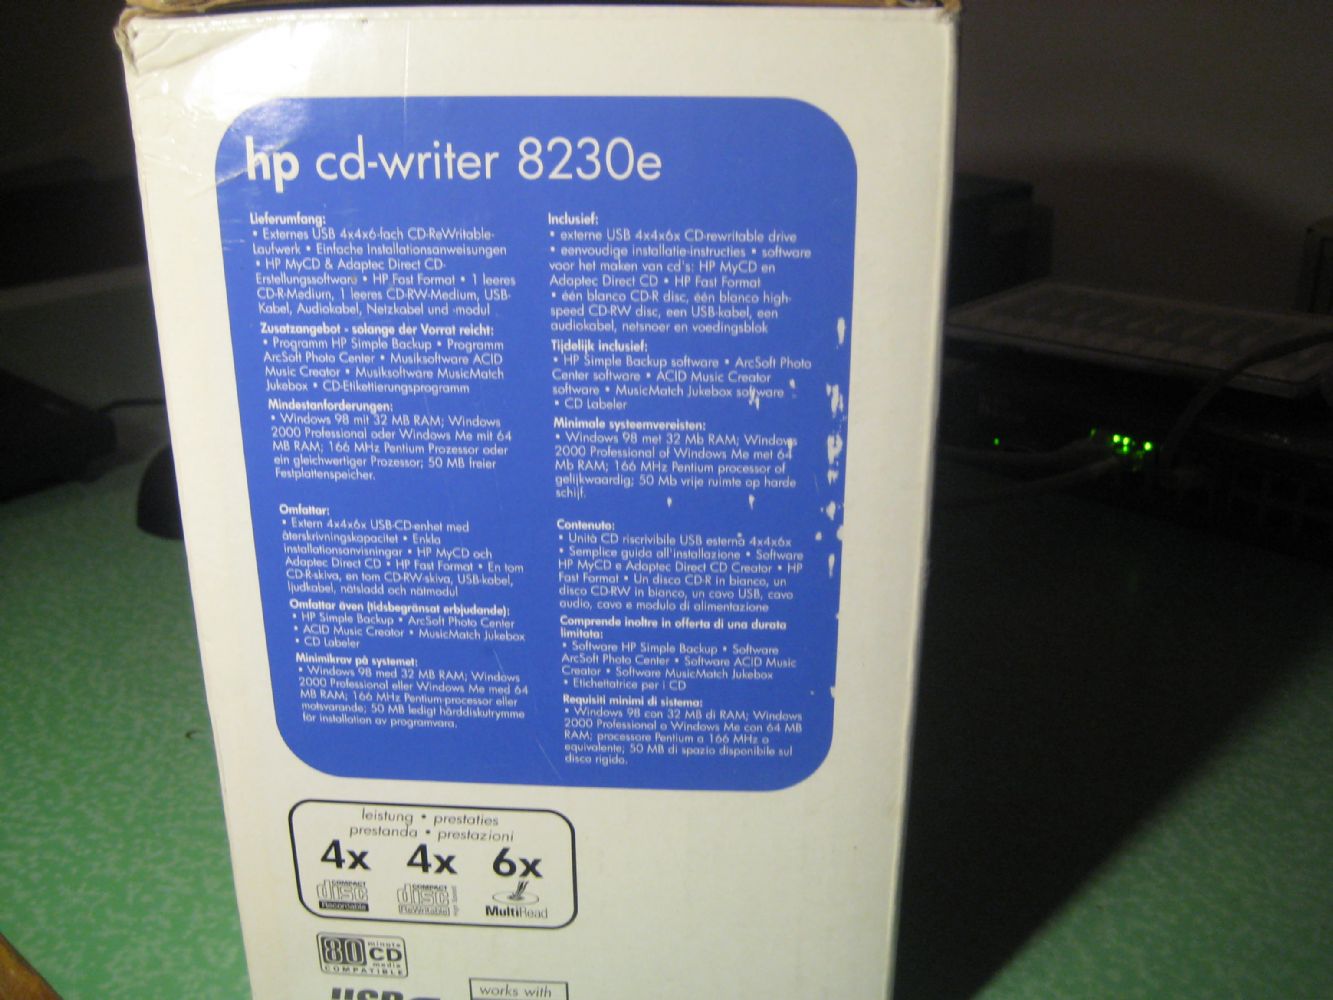 hp cd-writer 8230e
Lieferumfang:
• Externes USB 4x4x6-fach CD-ReWritable-
Laufwerk • Einfache Installationsanweisungen
• HP MyCD & Adaptec Direct CD-
Erstellungssoftware • HP Fast Format • 1 leeres
CD-R-Medium, 1 leeres CD-RW-Medium, USB-
Kabel, Audiokabel, Netzkabel und -modul
Zusatzangebot - solange der Vorrat reicht:
• Programm HP Simple Backup • Programm
ArcSoft Photo Center • Musiksoftware ACID
Music Creator • Musiksoftware MusicMatch
Jukebox • CD-Etikettierungsprogramm
Mindestanforderungen:
• Windows 98 mit 32 MB RAM; Windows
2000 Professional oder Windows Me mit 64
MB RAM; 166 MHz Pentium Prozessor oder
ein gleichwertiger Prozessor; 50 MB freier
Festplattenspeicher.
Inclusief:
• externe USB 4x4x6x CD-rewritable drive
• eenvoudige installatie-instructies • software
voor het maken van cd's: HP MyCD en
Adaptec Direct CD • HP Fast Format
• één blanco CD-R disc, één blanco high-
speed CD-RW disc, een USB-kabel, een
audiokabel, netsnoer en voedingsblok
Tijdelijk inclusief:
• HP Simple Backup software • ArcSoft Photo
Center software • ACID Music Creator
software • MusicMatch Jukebox software
• CD Labeler
Minimale systeemvereisten:
• Windows 98 met 32 Mb RAM; Windows
2000 Professional of Windows Me met 64
Mb RAM; 166 MHz Pentium processor of
gelijkwaardig; 50 Mb vrije ruimte op harde
schijf.
Omfattar:
• Extern 4x4x6x USB-CD-enhet med
återskrivningskapacitet • Enkla
installationsanvisningar • HP MyCD och
Adaptec Direct CD • HP Fast Format • En tom
CD-R-skiva, en tom CD-RW-skiva, USB-kabel,
ljudkabel, nätsladd och nätmodul
Omfattar även (tidsbegränsat erbjudande):
• HP Simple Backup • ArcSoft Photo Center
• ACID Music Creator • MusicMatch Jukebox
• CD Labeler
Minimikrav på systemet:
• Windows 98 med 32 MB RAM; Windows
2000 Professional eller Windows Me med 64
MB RAM; 166 MHz Pentium-processor eller
motsvarande; 50 MB ledigt hårddiskutrymme
för installation av programvara.
Contenuto:
• Unità CD riscrivibile USB esterna 4x4x6x
• Semplice guida all'installazione • Software
HP MyCD e Adaptec Direct CD Creator • HP
Fast Format • Un disco CD-R in bianco, un
disco CD-RW in bianco, un cavo USB, cavo
audio, cavo e modulo di alimentazione
Comprende inoltre in offerta di una durata
limitata:
• Software HP Simple Backup • Software
ArcSoft Photo Center • Software ACID Music
Creator • Software MusicMatch Jukebox
• Etichettatrice per i CD
Requisiti minimi di sistema:
• Windows 98 con 32 MB di RAM; Windows
2000 Professional o Windows Me con 64 MB
RAM; processore Pentium a 166 MHz o
equivalente; 50 MB di spazio disponibile sul
disco rigido.
leistung • prestaties
prestanda • prestazioni
4x 4x 6x
COMPACT disc Recordable
COMPACT disc ReWritable
MultiRead
80 minute CD media
COMPATIBLE
USB
works with